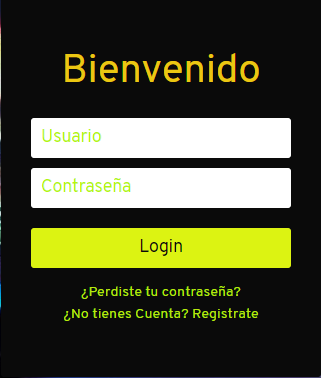 Bienvenido
Usuario
Contraseña
Login
¿Perdiste tu contraseña?
¿No tienes Cuenta? Registrate